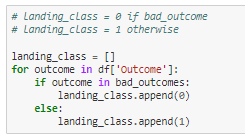 # landing_class = 0 if bad_outcome
# landing_class = 1 otherwise

landing_class = []
for outcome in df['Outcome']:
    if outcome in bad_outcomes:
        landing_class.append(0)
    else:
        landing_class.append(1)